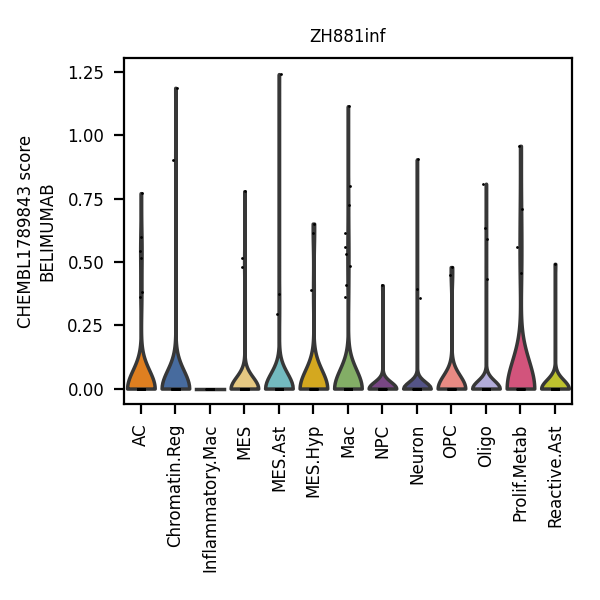 ZH881inf
CHEMBL1789843 score
BELIMUMAB
1.25
1.00
0.75
0.50
0.25
0.00
AC
Chromatin.Reg
Inflammatory.Mac
MES
MES.Ast
MES.Hyp
Mac
NPC
Neuron
OPC
Oligo
Prolif.Metab
Reactive.Ast